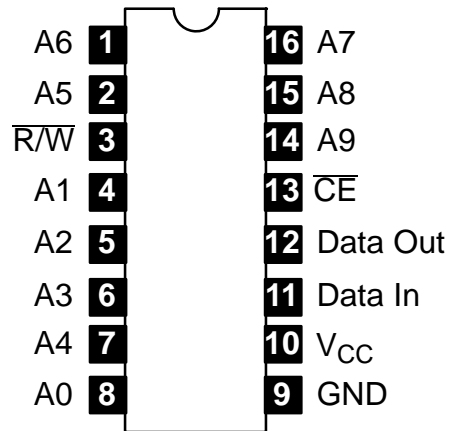 A6 1 16 A7
A5 2 15 A8
R/W 3 14 A9
A1 4 13 CE
A2 5 12 Data Out
A3 6 11 Data In
A4 7 10 VCC
A0 8 9 GND